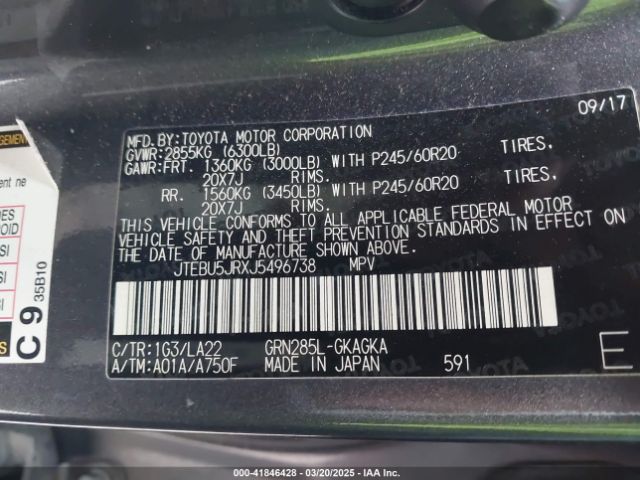 09/17
MFD.BY:TOYOTA MOTOR CORPORATION
GVWR:2855KG (6300LB)
GAWR:FRT. 1360KG (3000LB) WITH P245/60R20 TIRES,
20X7J RIMS.
RR. 1560KG (3450LB) WITH P245/60R20 TIRES,
20X7J RIMS.
THIS VEHICLE CONFORMS TO ALL APPLICABLE FEDERAL MOTOR
VEHICLE SAFETY AND THEFT PREVENTION STANDARDS IN EFFECT ON
THE DATE OF MANUFACTURE SHOWN ABOVE.
JTEBU5JRXJ5496738 MPV
C/TR:1G3/LA22 GRN285L-GKAGKA
A/TM:A01A/A750F MADE IN JAPAN 591 E
C 9 35B10
000-41846428 - 03/20/2025 - IAA Inc.